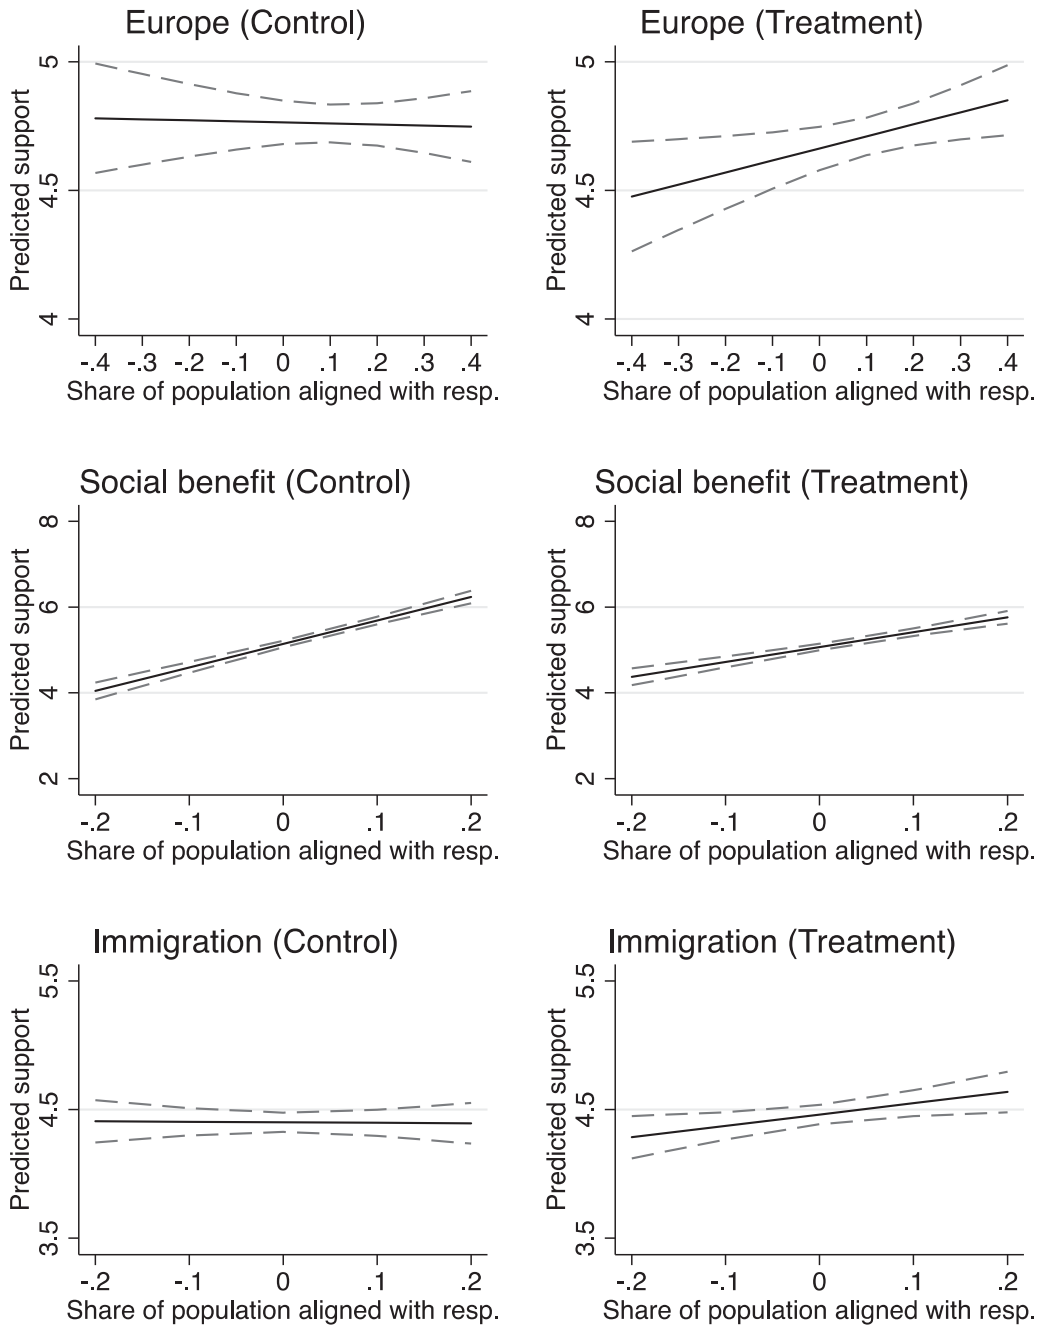 Europe (Control)
Predicted support
5
4.5
4
-.4 -.3 -.2 -.1 0 .1 .2 .3 .4
Share of population aligned with resp.
Europe (Treatment)
Predicted support
5
4.5
4
-.4 -.3 -.2 -.1 0 .1 .2 .3 .4
Share of population aligned with resp.
Social benefit (Control)
Predicted support
8
6
4
2
-.2 -.1 0 .1 .2
Share of population aligned with resp.
Social benefit (Treatment)
Predicted support
8
6
4
2
-.2 -.1 0 .1 .2
Share of population aligned with resp.
Immigration (Control)
Predicted support
5.5
4.5
3.5
-.2 -.1 0 .1 .2
Share of population aligned with resp.
Immigration (Treatment)
Predicted support
5.5
4.5
3.5
-.2 -.1 0 .1 .2
Share of population aligned with resp.